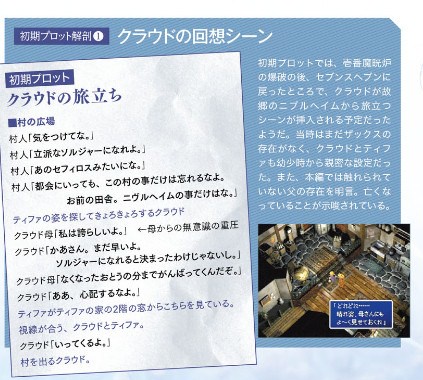 初期プロット解剖❶ クラウドの回想シーン
初期プロット
クラウドの旅立ち
■村の広場
村人「気をつけてな。」
村人「立派なソルジャーになれよ。」
村人「あのセフィロスみたいにな。」
村人「都会にいっても、この村の事だけは忘れるなよ。
お前の田舎。ニヴルヘイムの事だけはな。」
ティファの姿を探してきょろきょろするクラウド
クラウド母「私は誇らしいよ。」 ←母からの無意識の重圧
クラウド「かあさん。まだ早いよ。
ソルジャーになれると決まったわけじゃないし。」
クラウド母「なくなったおとうの分までがんばってくんだぞ。」
クラウド「ああ、心配するなよ。」
ティファがティファの家の2階の窓からこちらを見ている。
視線が合う、クラウドとティファ。
クラウド「いってくるよ。」
村を出るクラウド。
初期プロットでは、壱番魔晄炉
の爆破の後、セブンスヘブンに
戻ったところで、クラウドが故
郷のニブルヘイムから旅立つ
シーンが挿入される予定だった
ようだ。当時はまだザックスの
存在がなく、クラウドとティフ
ァも幼少時から親密な設定だっ
た。また、本編では触れられて
いない父の存在を明言。亡くな
っていることが示唆されている。
「どれどれ……
晴れ姿、母さんにも
よ〜く見せておくれ」